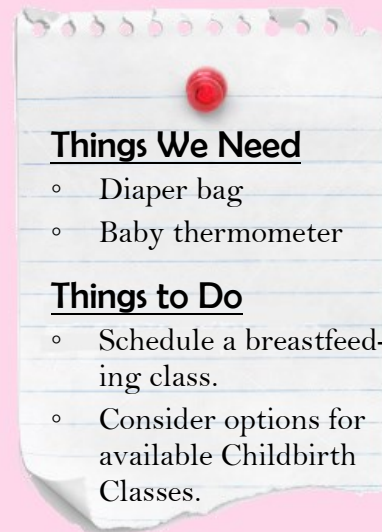 Things We Need
◦ Diaper bag
◦ Baby thermometer
Things to Do
◦ Schedule a breastfeed-
ing class.
◦ Consider options for
available Childbirth
Classes.